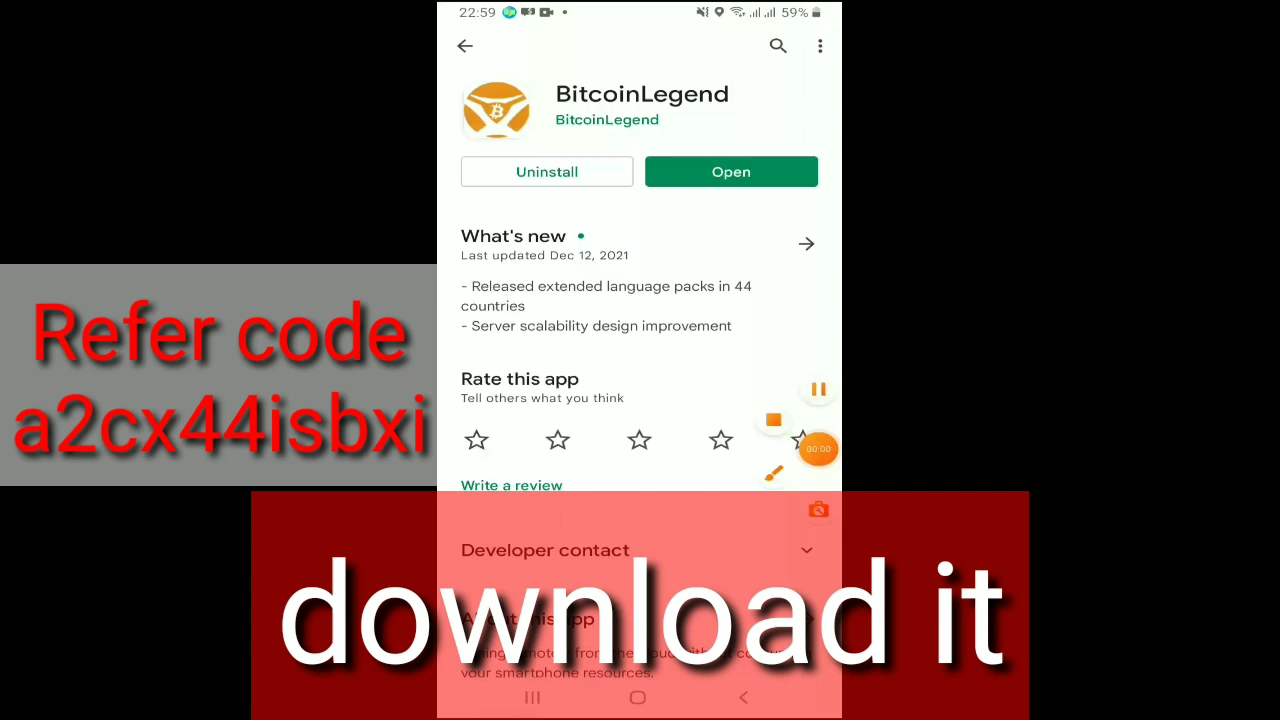 22:59
59%
BitcoinLegend
BitcoinLegend
Uninstall
Open
What's new
Last updated Dec 12, 2021
- Released extended language packs in 44
countries
- Server scalability design improvement
Refer code
a2cx44isbxi
Rate this app
Tell others what you think
00:00
Write a review
Developer contact
download it
your smartphone resources.